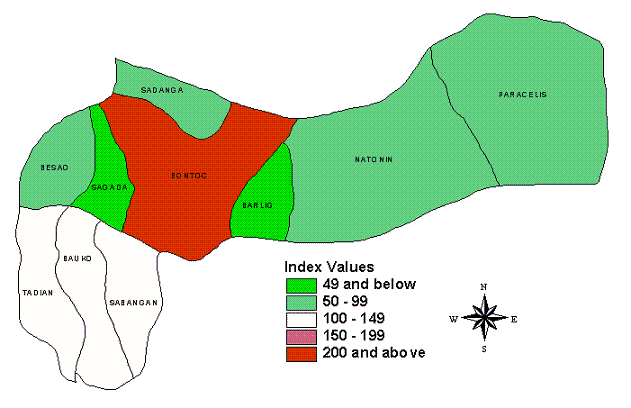 SADANGA
PARACELIS
BESAO
SAGADA
BONTOC
NATONIN
BARLIG
BAUKO
TADIAN
SABANGAN
Index Values
49 and below
50 - 99
100 - 149
150 - 199
200 and above
N
W E
S